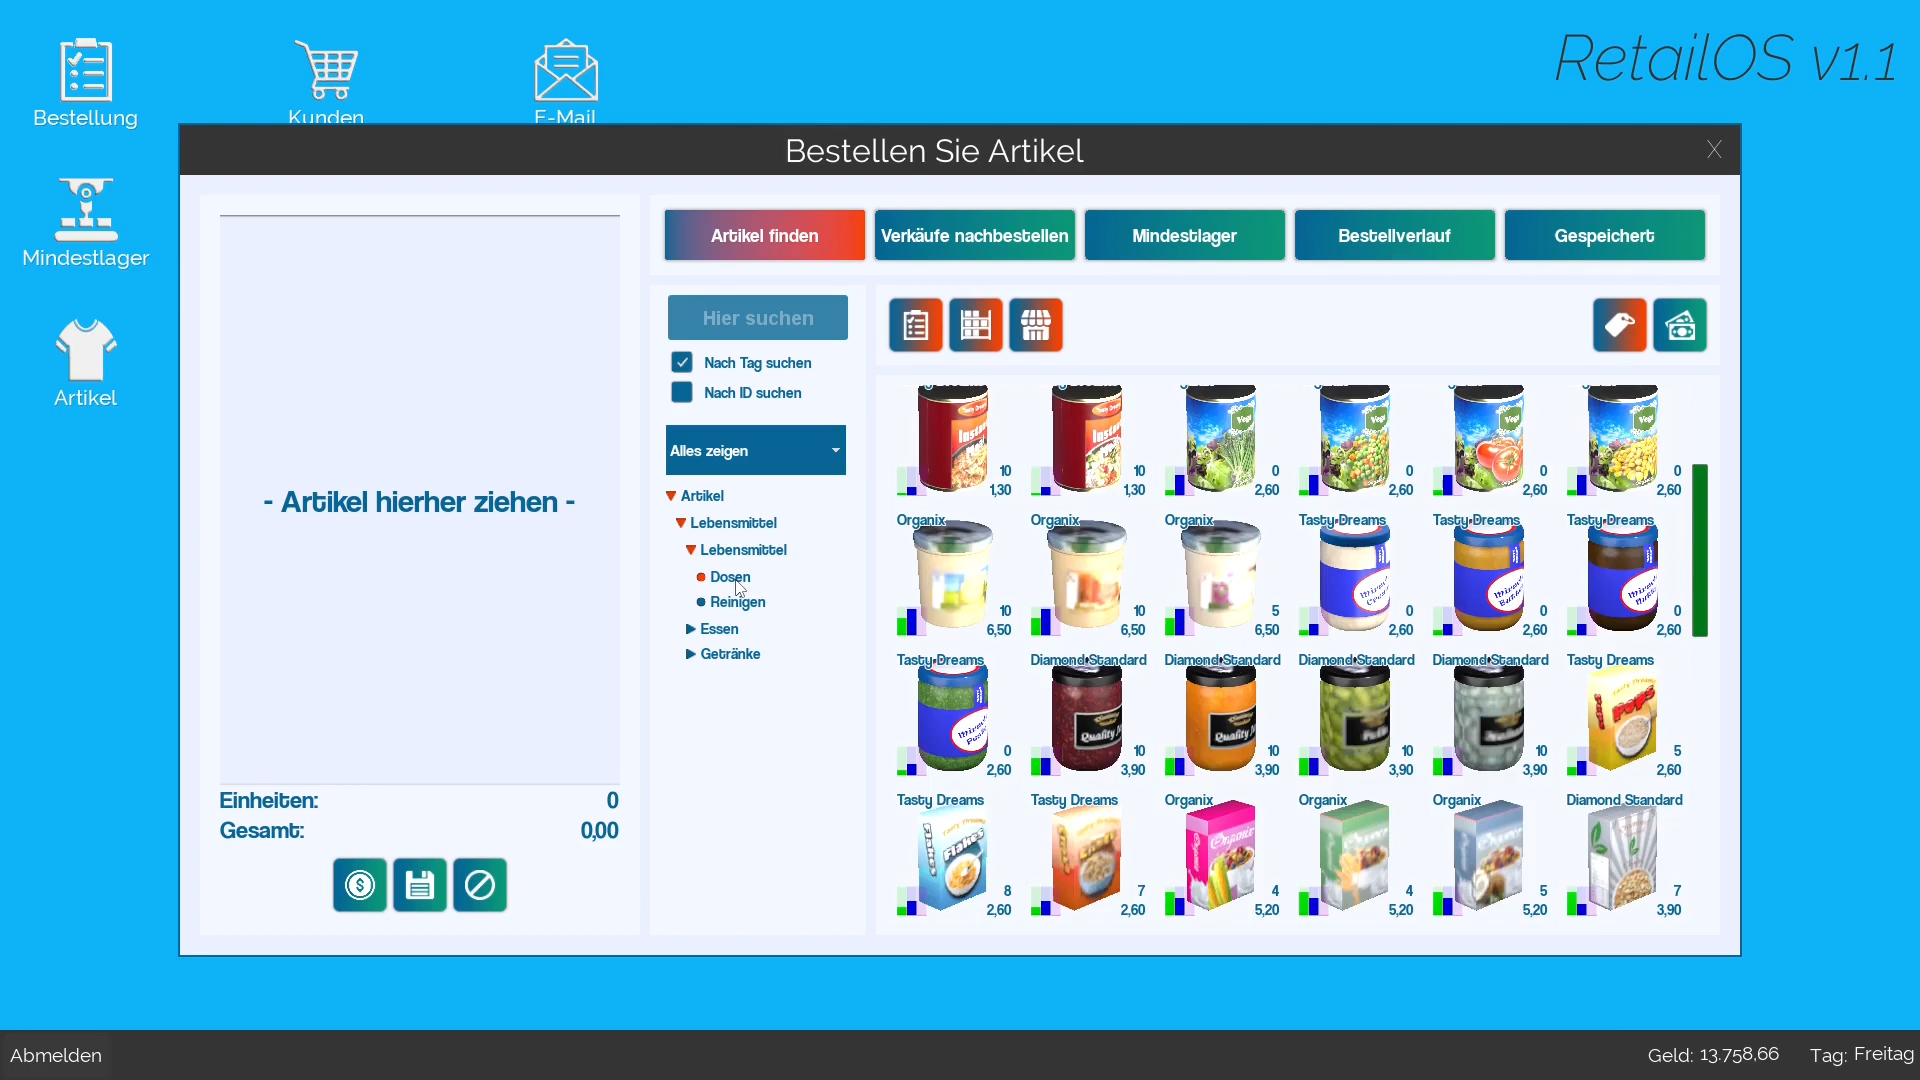 RetailOS v1.1
Bestellung
Kunden
E-Mail
Mindestlager
Artikel
Bestellen Sie Artikel
X
- Artikel hierher ziehen -
Einheiten: 0
Gesamt: 0,00
Artikel finden
Verkäufe nachbestellen
Mindestlager
Bestellverlauf
Gespeichert
Hier suchen
Nach Tag suchen
Nach ID suchen
Alles zeigen
Artikel
Lebensmittel
Lebensmittel
Dosen
Reinigen
Essen
Getränke
10 10 0 0 0 0
1,30 1,30 2,60 2,60 2,60 2,60
Organix Organix Organix Tasty Dreams Tasty Dreams Tasty Dreams
10 10 5 0 0 0
6,50 6,50 6,50 2,60 2,60 2,60
Tasty Dreams Diamond Standard Diamond Standard Diamond Standard Diamond Standard Tasty Dreams
0 10 10 10 10 5
2,60 3,90 3,90 3,90 3,90 2,60
Tasty Dreams Tasty Dreams Organix Organix Organix Diamond Standard
8 7 4 4 5 7
2,60 2,60 5,20 5,20 5,20 3,90
Abmelden
Geld: 13.758,66 Tag: Freitag